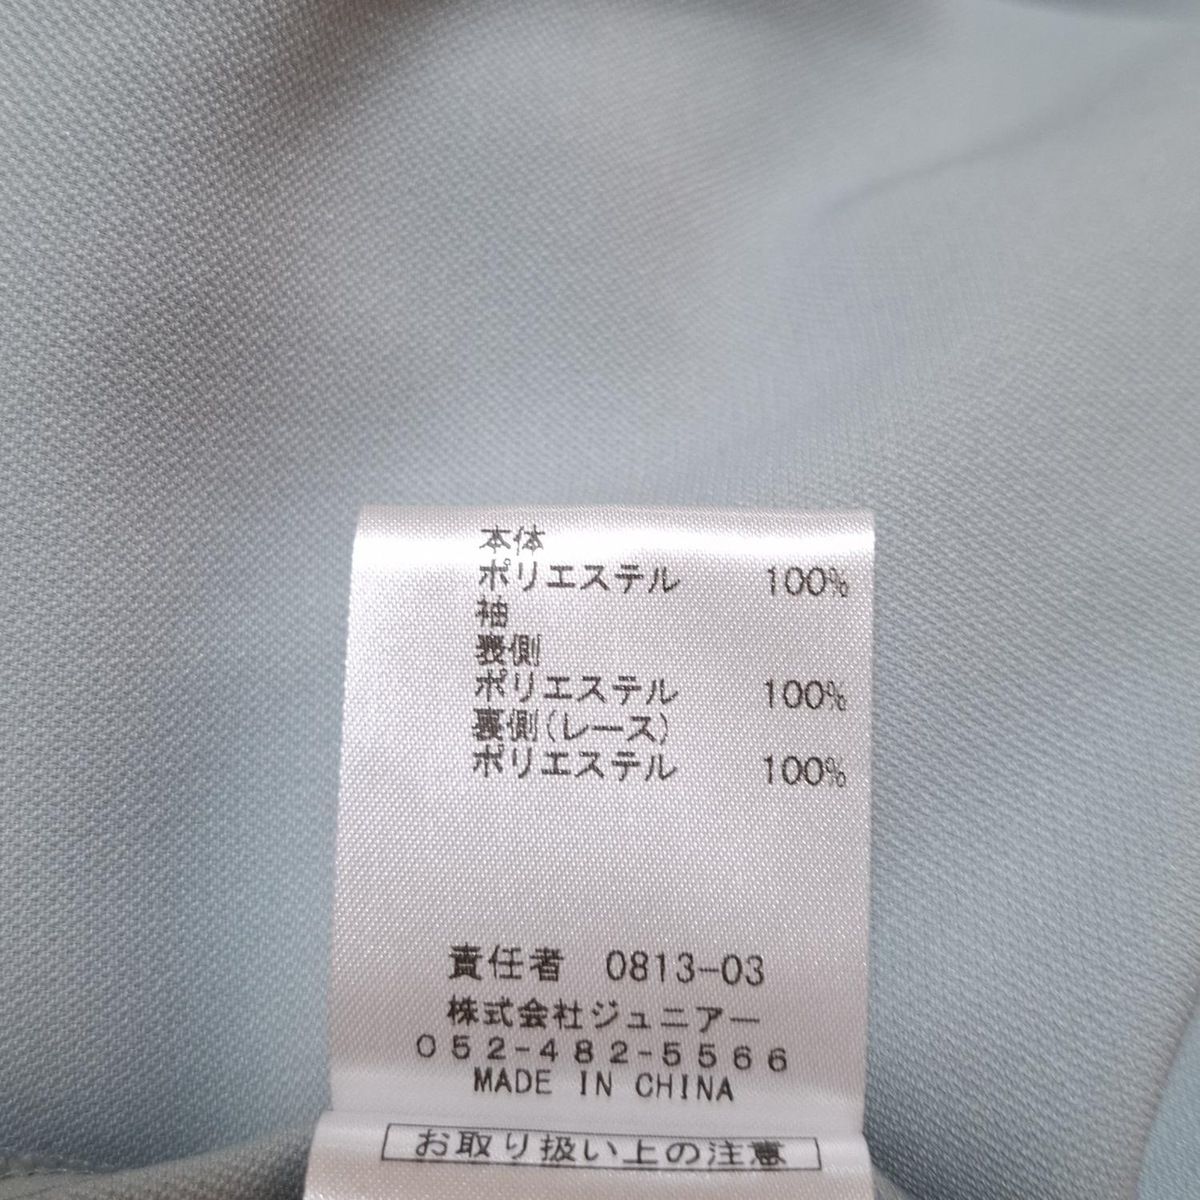 本体
ポリエステル 100%
袖
表側
ポリエステル 100%
裏側(レース)
ポリエステル 100%
責任者 0813-03
株式会社ジュニアー
052-482-5566
MADE IN CHINA
お取り扱い上の注意